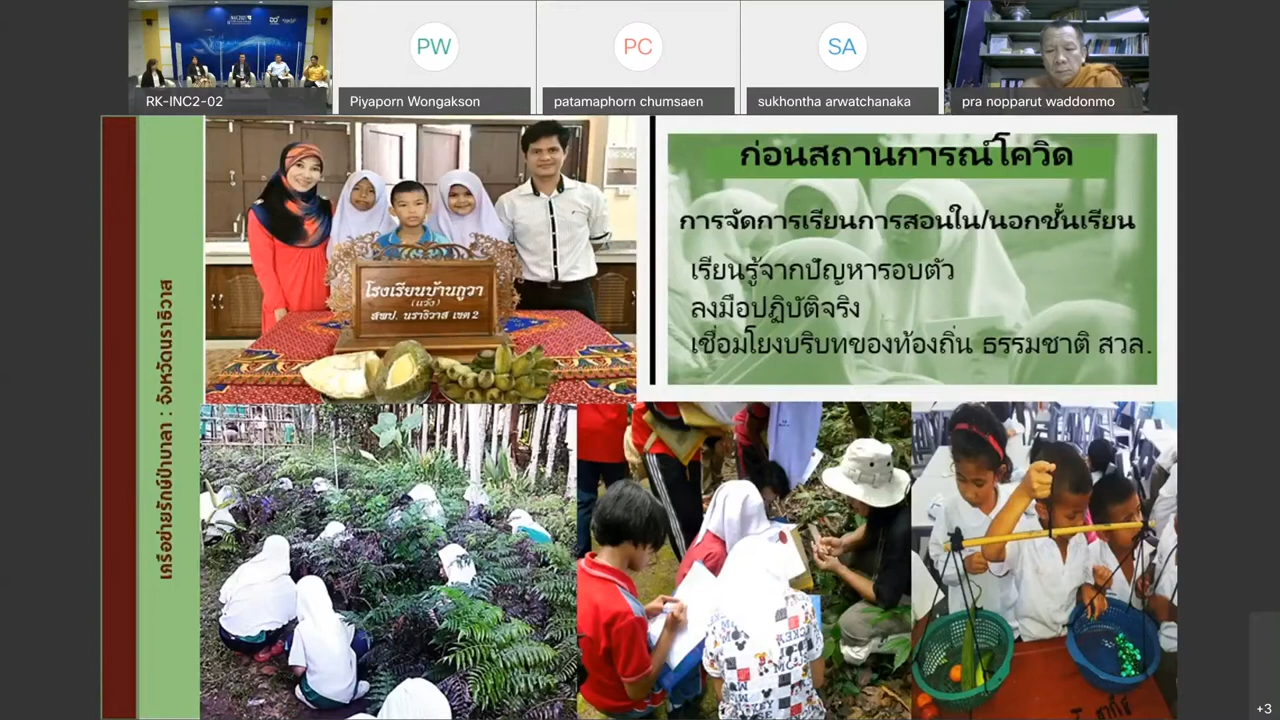 RK-INC2-02
PW
Piyaporn Wongakson
PC
patamaphorn chumsaen
SA
sukhontha arwatchanaka
pra nopparut waddonmo
เครือข่ายรักษ์ป่าบาลา : จังหวัดนราธิวาส
โรงเรียนบ้านภูวา
(แว้ง)
สพป. นราธิวาส เขต 2
ก่อนสถานการณ์โควิด
การจัดการเรียนการสอนใน/นอกชั้นเรียน
เรียนรู้จากปัญหารอบตัว
ลงมือปฏิบัติจริง
เชื่อมโยงบริบทของท้องถิ่น ธรรมชาติ สวล.
+3